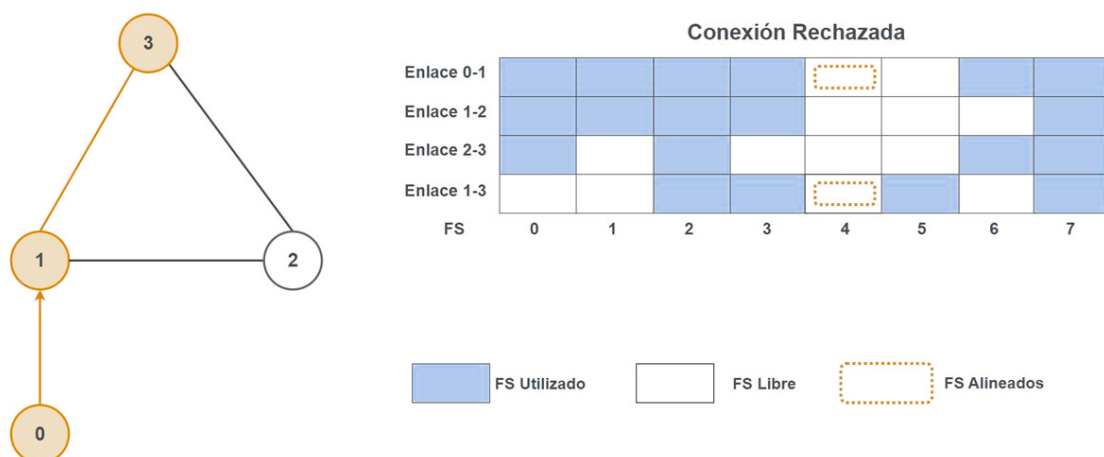 3
1
2
0
Conexión Rechazada
Enlace 0-1
Enlace 1-2
Enlace 2-3
Enlace 1-3
FS 0 1 2 3 4 5 6 7
FS Utilizado FS Libre FS Alineados